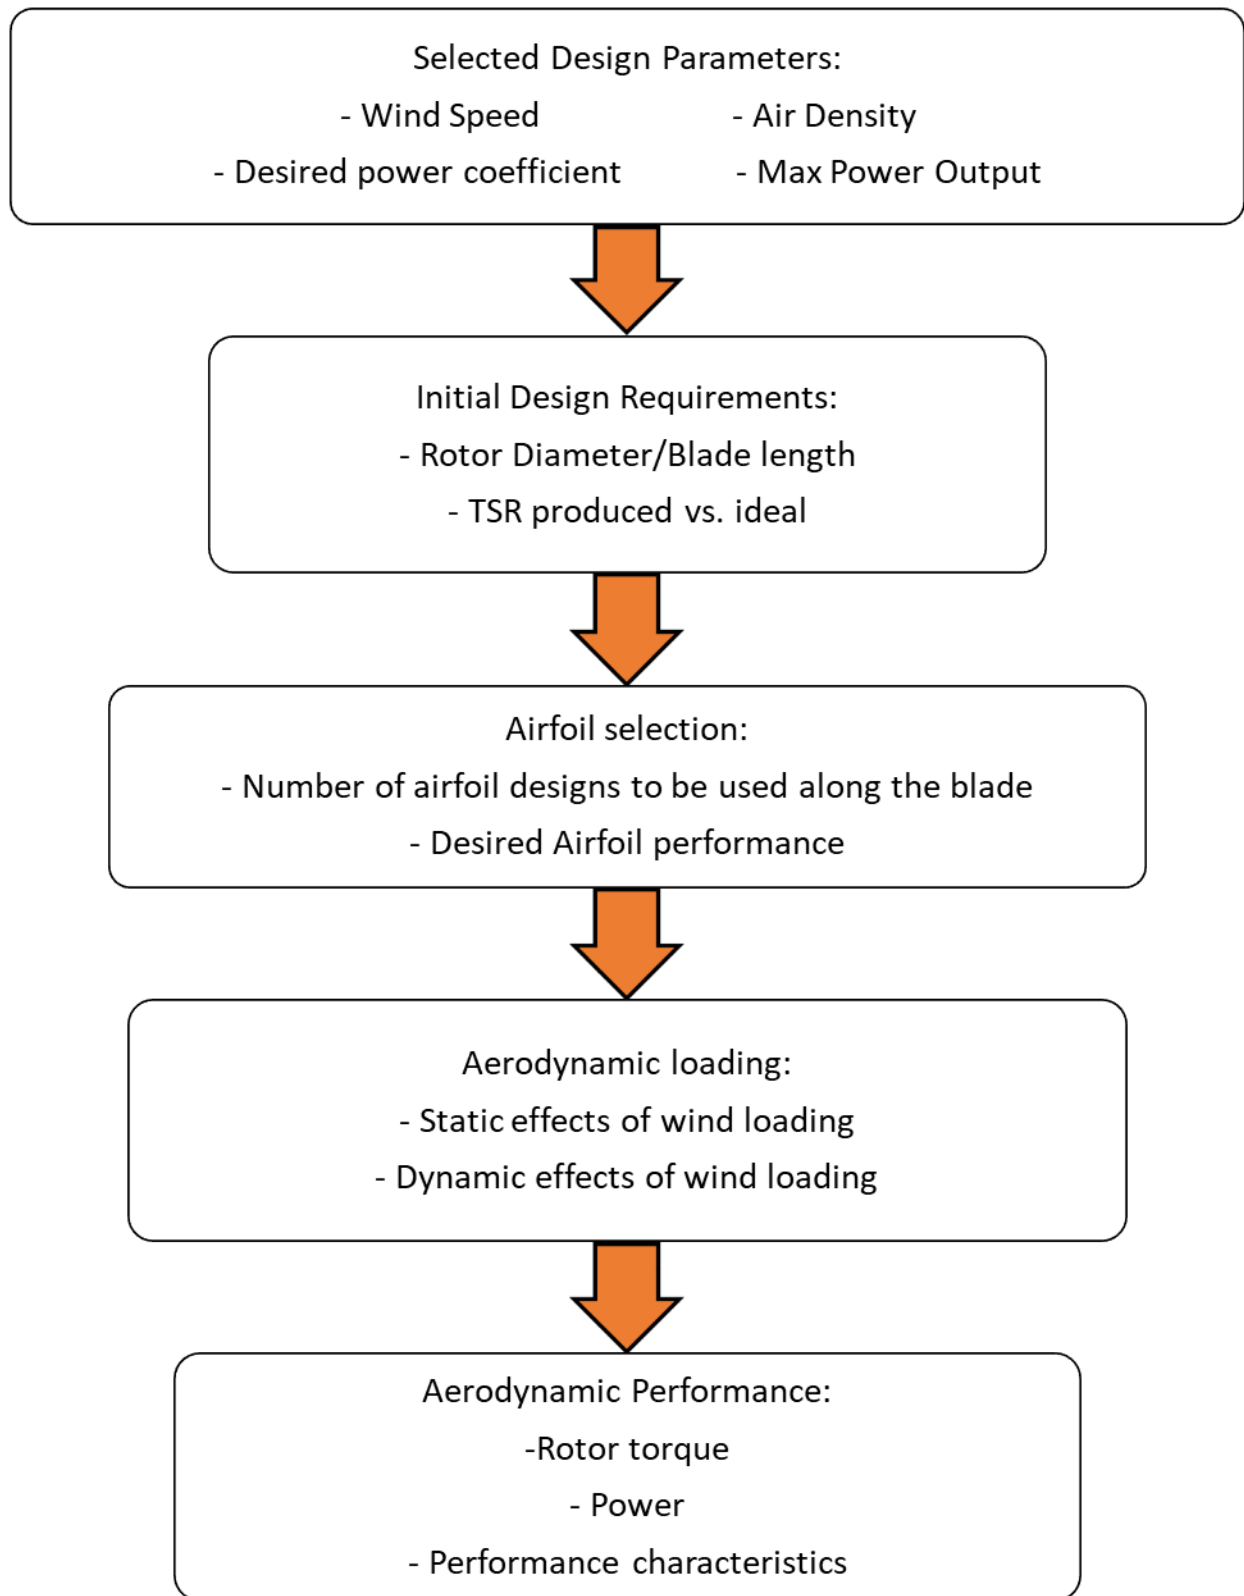 Selected Design Parameters:
- Wind Speed - Air Density
- Desired power coefficient - Max Power Output
Initial Design Requirements:
- Rotor Diameter/Blade length
- TSR produced vs. ideal
Airfoil selection:
- Number of airfoil designs to be used along the blade
- Desired Airfoil performance
Aerodynamic loading:
- Static effects of wind loading
- Dynamic effects of wind loading
Aerodynamic Performance:
-Rotor torque
- Power
- Performance characteristics